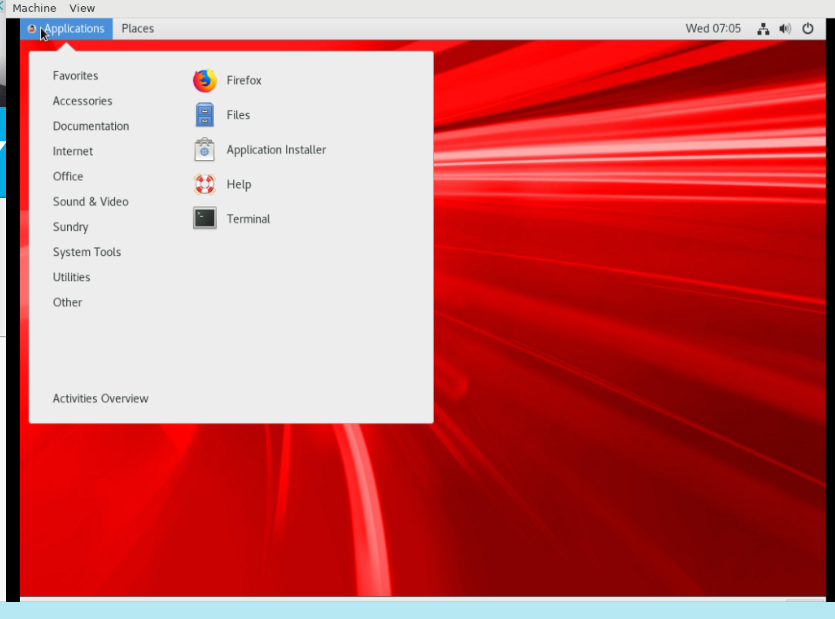 Machine View
Applications Places Wed 07:05
Favorites
Accessories
Documentation
Internet
Office
Sound & Video
Sundry
System Tools
Utilities
Other
Activities Overview
Firefox
Files
Application Installer
Help
Terminal